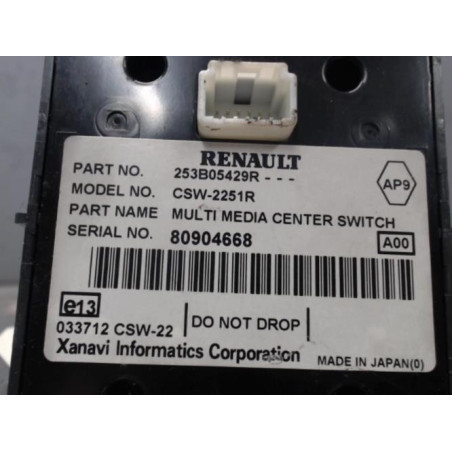 RENAULT
PART NO. 253B05429R - - -
MODEL NO. CSW-2251R
AP9
PART NAME MULTI MEDIA CENTER SWITCH
SERIAL NO. 80904668
A00
e13
033712 CSW-22
DO NOT DROP
Xanavi Informatics Corporation
MADE IN JAPAN(0)